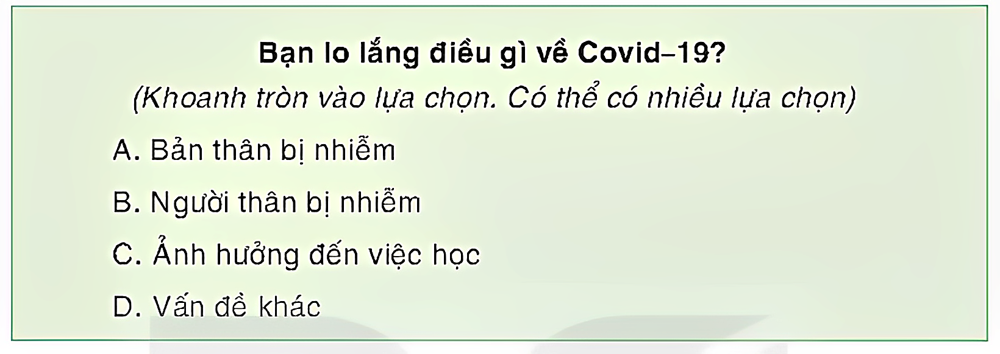 Bạn lo lắng điều gì về Covid–19?
(Khoanh tròn vào lựa chọn. Có thể có nhiều lựa chọn)
A. Bản thân bị nhiễm
B. Người thân bị nhiễm
C. Ảnh hưởng đến việc học
D. Vấn đề khác